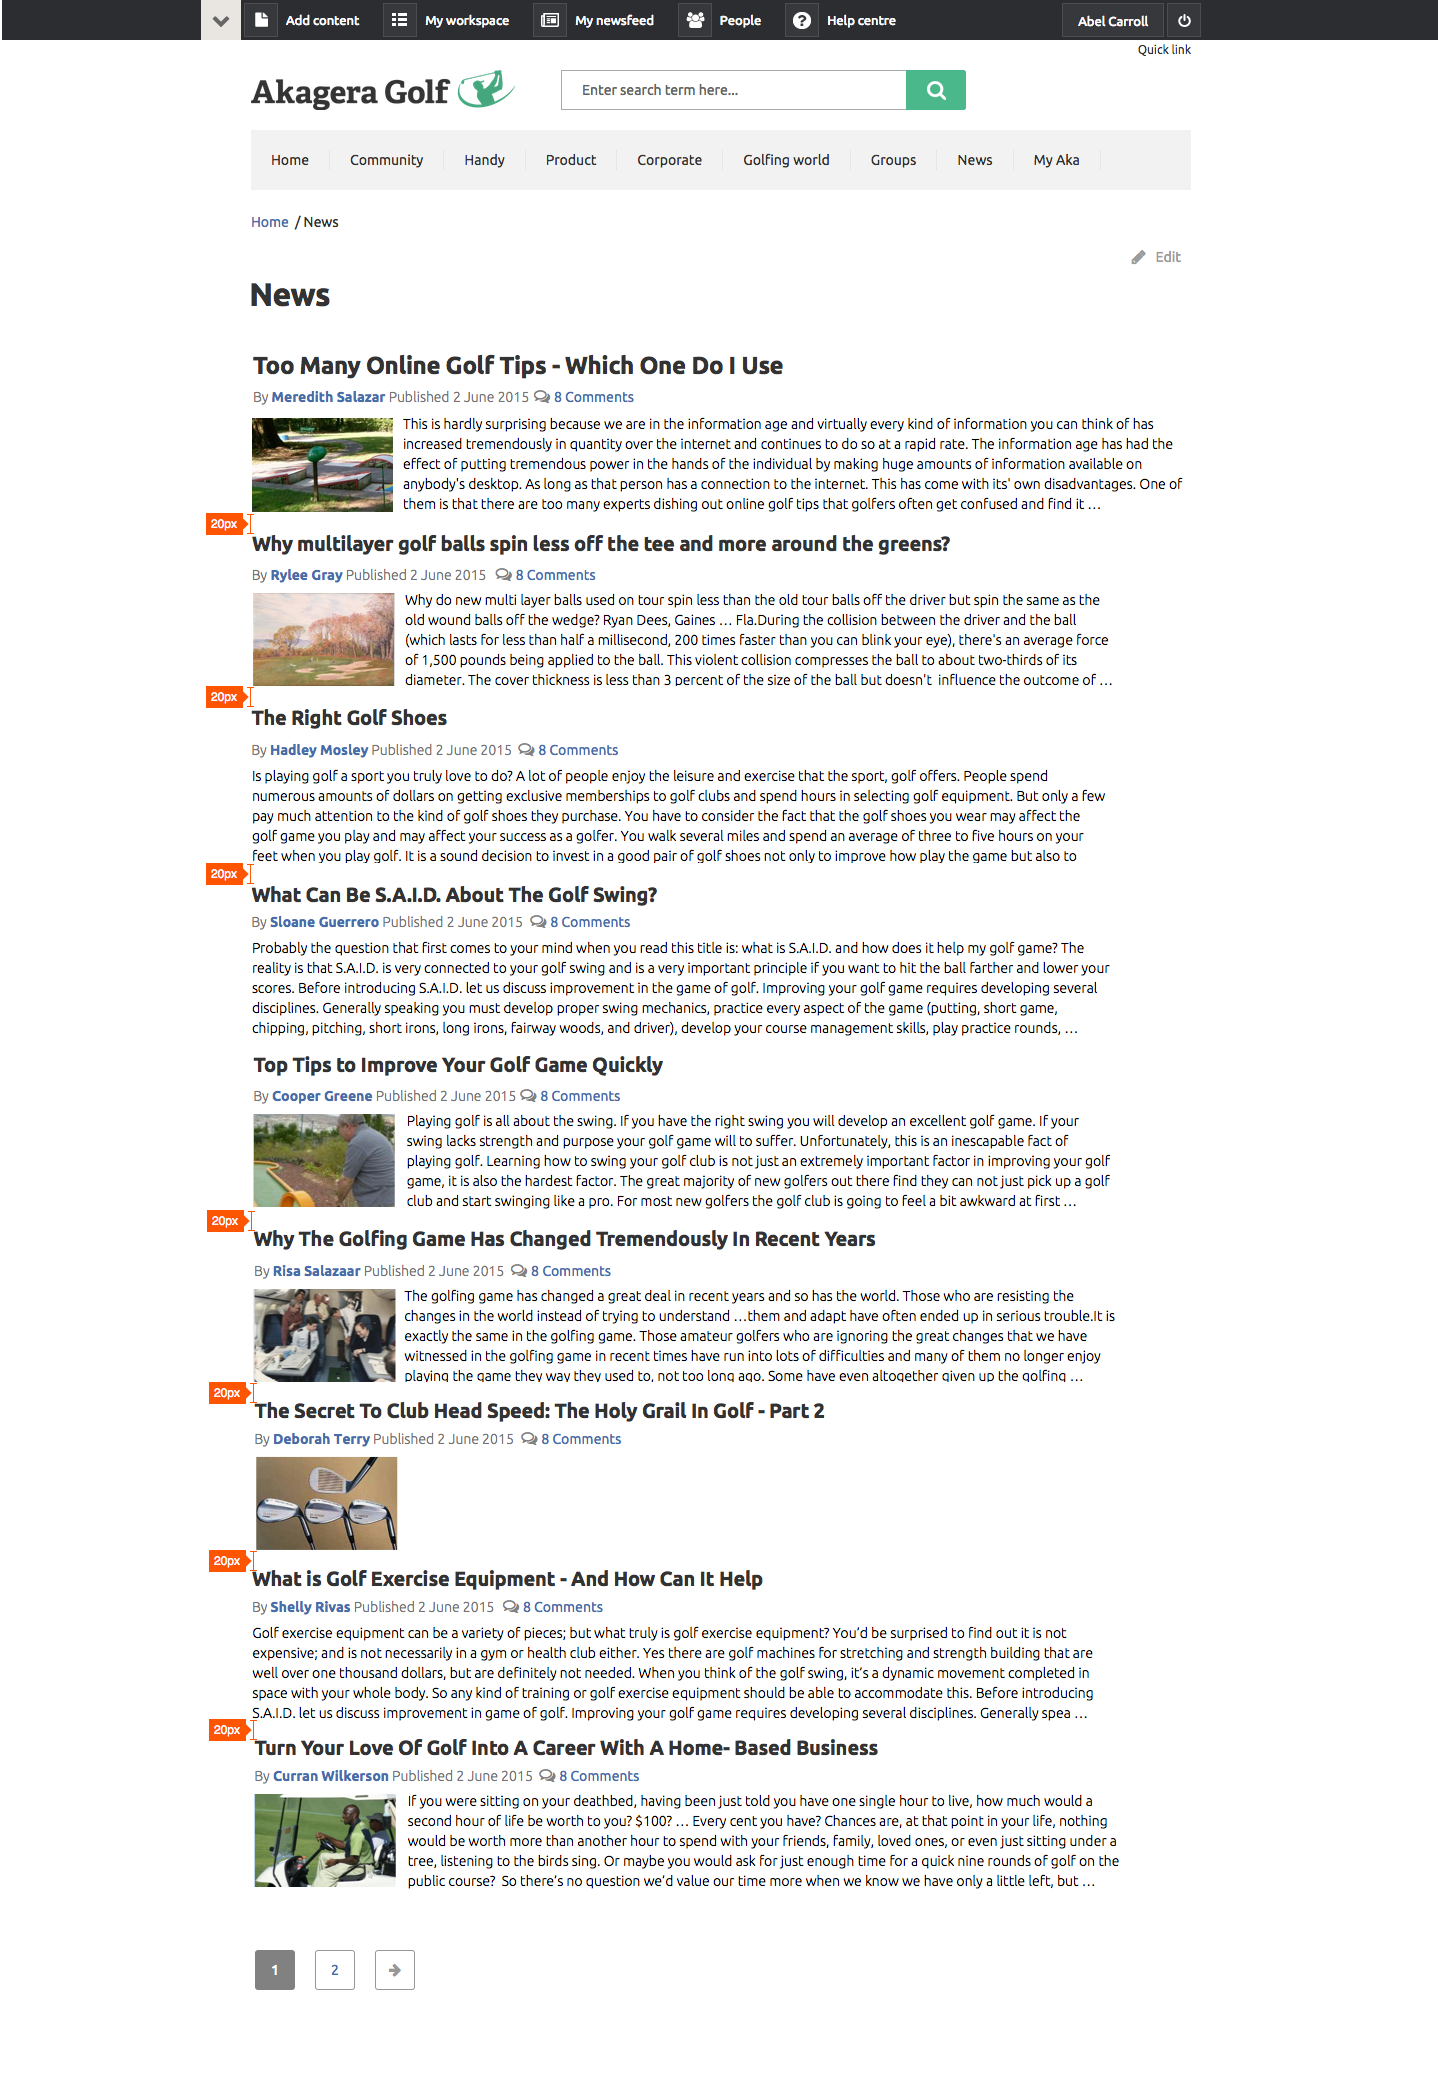 Add content My workspace My newsfeed People Help centre Abel Carroll
Quick link
Akagera Golf
Enter search term here...
Home Community Handy Product Corporate Golfing world Groups News My Aka
Home / News
Edit
News
Too Many Online Golf Tips - Which One Do I Use
By Meredith Salazar Published 2 June 2015 8 Comments
This is hardly surprising because we are in the information age and virtually every kind of information you can think of has
increased tremendously in quantity over the internet and continues to do so at a rapid rate. The information age has had the
effect of putting tremendous power in the hands of the individual by making huge amounts of information available on
anybody's desktop. As long as that person has a connection to the internet. This has come with its' own disadvantages. One of
them is that there are too many experts dishing out online golf tips that golfers often get confused and find it ...
20px
Why multilayer golf balls spin less off the tee and more around the greens?
By Rylee Gray Published 2 June 2015 8 Comments
Why do new multi layer balls used on tour spin less than the old tour balls off the driver but spin the same as the
old wound balls off the wedge? Ryan Dees, Gaines ... Fla.During the collision between the driver and the ball
(which lasts for less than half a millisecond, 200 times faster than you can blink your eye), there's an average force
of 1,500 pounds being applied to the ball. This violent collision compresses the ball to about two-thirds of its
diameter. The cover thickness is less than 3 percent of the size of the ball but doesn't influence the outcome of ...
20px
The Right Golf Shoes
By Hadley Mosley Published 2 June 2015 8 Comments
Is playing golf a sport you truly love to do? A lot of people enjoy the leisure and exercise that the sport, golf offers. People spend
numerous amounts of dollars on getting exclusive memberships to golf clubs and spend hours in selecting golf equipment. But only a few
pay much attention to the kind of golf shoes they purchase. You have to consider the fact that the golf shoes you wear may affect the
golf game you play and may affect your success as a golfer. You walk several miles and spend an average of three to five hours on your
feet when you play golf. It is a sound decision to invest in a good pair of golf shoes not only to improve how play the game but also to
20px
What Can Be S.A.I.D. About The Golf Swing?
By Sloane Guerrero Published 2 June 2015 8 Comments
Probably the question that first comes to your mind when you read this title is: what is S.A.I.D. and how does it help my golf game? The
reality is that S.A.I.D. is very connected to your golf swing and is a very important principle if you want to hit the ball farther and lower your
scores. Before introducing S.A.I.D. let us discuss improvement in the game of golf. Improving your golf game requires developing several
disciplines. Generally speaking you must develop proper swing mechanics, practice every aspect of the game (putting, short game,
chipping, pitching, short irons, long irons, fairway woods, and driver), develop your course management skills, play practice rounds, ...
Top Tips to Improve Your Golf Game Quickly
By Cooper Greene Published 2 June 2015 8 Comments
Playing golf is all about the swing. If you have the right swing you will develop an excellent golf game. If your
swing lacks strength and purpose your golf game will to suffer. Unfortunately, this is an inescapable fact of
playing golf. Learning how to swing your golf club is not just an extremely important factor in improving your golf
game, it is also the hardest factor. The great majority of new golfers out there find they can not just pick up a golf
club and start swinging like a pro. For most new golfers the golf club is going to feel a bit awkward at first ...
20px
Why The Golfing Game Has Changed Tremendously In Recent Years
By Risa Salazaar Published 2 June 2015 8 Comments
The golfing game has changed a great deal in recent years and so has the world. Those who are resisting the
changes in the world instead of trying to understand ...them and adapt have often ended up in serious trouble.It is
exactly the same in the golfing game. Those amateur golfers who are ignoring the great changes that we have
witnessed in the golfing game in recent times have run into lots of difficulties and many of them no longer enjoy
playing the game they way they used to, not too long ago. Some have even altogether given up the golfing ...
20px
The Secret To Club Head Speed: The Holy Grail In Golf - Part 2
By Deborah Terry Published 2 June 2015 8 Comments
20px
What is Golf Exercise Equipment - And How Can It Help
By Shelly Rivas Published 2 June 2015 8 Comments
Golf exercise equipment can be a variety of pieces; but what truly is golf exercise equipment? You’d be surprised to find out it is not
expensive; and is not necessarily in a gym or health club either. Yes there are golf machines for stretching and strength building that are
well over one thousand dollars, but are definitely not needed. When you think of the golf swing, it’s a dynamic movement completed in
space with your whole body. So any kind of training or golf exercise equipment should be able to accommodate this. Before introducing
S.A.I.D. let us discuss improvement in game of golf. Improving your golf game requires developing several disciplines. Generally spea ...
20px
Turn Your Love Of Golf Into A Career With A Home- Based Business
By Curran Wilkerson Published 2 June 2015 8 Comments
If you were sitting on your deathbed, having been just told you have one single hour to live, how much would a
second hour of life be worth to you? $100? ... Every cent you have? Chances are, at that point in your life, nothing
would be worth more than another hour to spend with your friends, family, loved ones, or even just sitting under a
tree, listening to the birds sing. Or maybe you would ask for just enough time for a quick nine rounds of golf on the
public course? So there’s no question we’d value our time more when we know we have only a little left, but ...
1 2